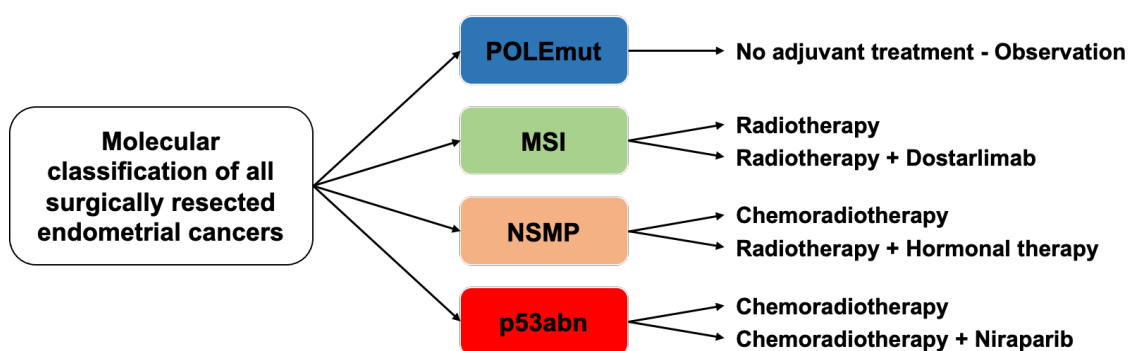 Molecular
classification of all
surgically resected
endometrial cancers
POLEmut
No adjuvant treatment - Observation
MSI
Radiotherapy
Radiotherapy + Dostarlimab
NSMP
Chemoradiotherapy
Radiotherapy + Hormonal therapy
p53abn
Chemoradiotherapy
Chemoradiotherapy + Niraparib